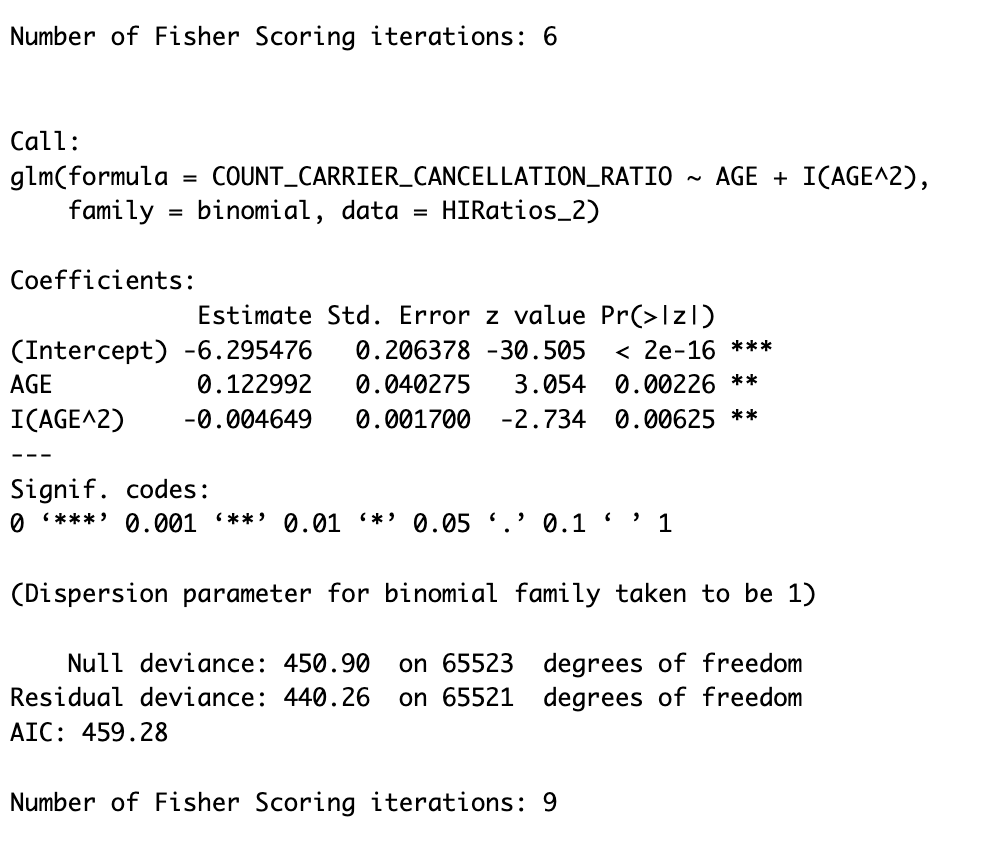 Number of Fisher Scoring iterations: 6
Call:
glm(formula = COUNT_CARRIER_CANCELLATION_RATIO ~ AGE + I(AGE^2),
    family = binomial, data = HIRatios_2)
Coefficients:
             Estimate Std. Error z value Pr(>|z|)
(Intercept) -6.295476   0.206378 -30.505  < 2e-16 ***
AGE          0.122992   0.040275   3.054  0.00226 **
I(AGE^2)    -0.004649   0.001700  -2.734  0.00625 **
---
Signif. codes:
0 ‘***’ 0.001 ‘**’ 0.01 ‘*’ 0.05 ‘.’ 0.1 ‘ ’ 1
(Dispersion parameter for binomial family taken to be 1)
    Null deviance: 450.90  on 65523  degrees of freedom
Residual deviance: 440.26  on 65521  degrees of freedom
AIC: 459.28
Number of Fisher Scoring iterations: 9